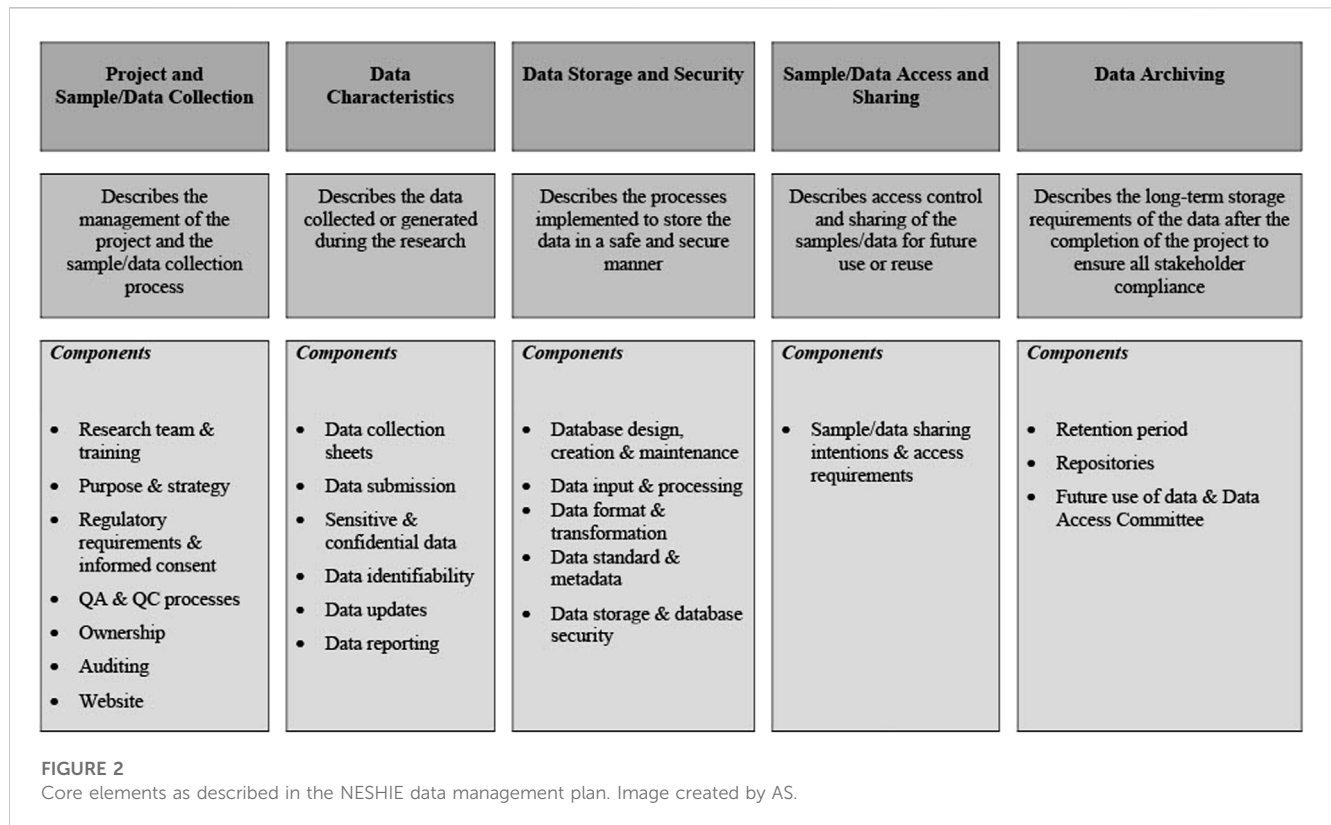 Project and
Sample/Data Collection
Describes the
management of the
project and the
sample/data collection
process
Components
• Research team &
training
• Purpose & strategy
• Regulatory
requirements &
informed consent
• QA & QC processes
• Ownership
• Auditing
• Website
Data
Characteristics
Describes the data
collected or generated
during the research
Components
• Data collection
sheets
• Data submission
• Sensitive &
confidential data
• Data identifiability
• Data updates
• Data reporting
Data Storage and Security
Describes the processes
implemented to store the
data in a safe and secure
manner
Components
• Database design,
creation & maintenance
• Data input & processing
• Data format &
transformation
• Data standard &
metadata
• Data storage & database
security
Sample/Data Access and
Sharing
Describes access control
and sharing of the
samples/data for future
use or reuse
Components
• Sample/data sharing
intentions & access
requirements
Data Archiving
Describes the long-term storage
requirements of the data after the
completion of the project to
ensure all stakeholder
compliance
Components
• Retention period
• Repositories
• Future use of data & Data
Access Committee
FIGURE 2
Core elements as described in the NESHIE data management plan. Image created by AS.